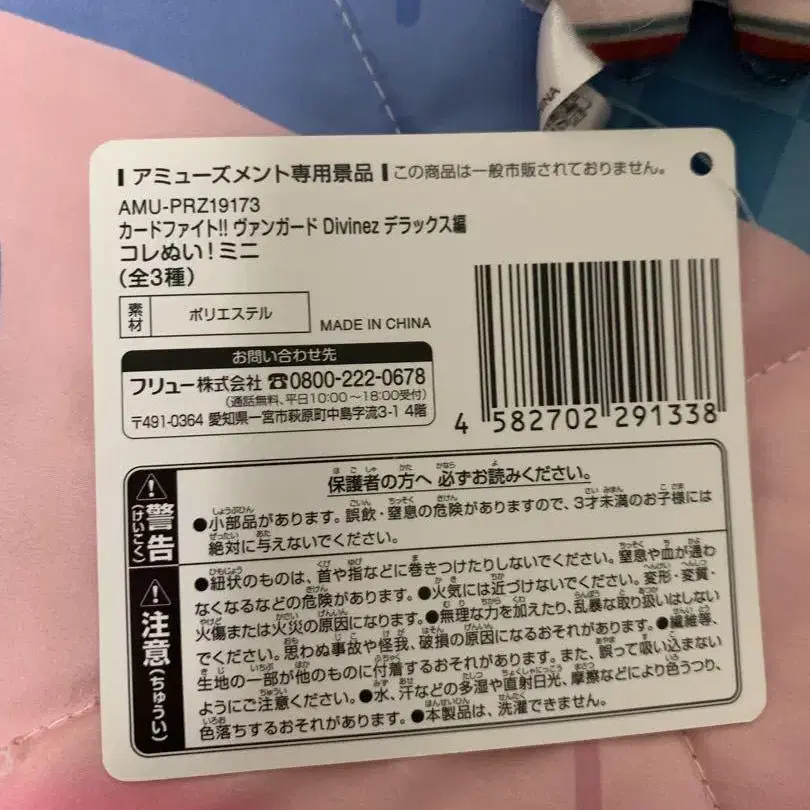 CHINA
アミューズメント専用景品 この商品は一般市販されておりません。
AMU-PRZ19173
カードファイト!! ヴァンガード Divinez デラックス編
コレぬい！ミニ
(全3種)
素材 ポリエステル
MADE IN CHINA
お問い合わせ先
フリュー株式会社 ☎0800-222-0678
(通話無料、平日10:00～18:00受付)
〒491-0364 愛知県一宮市萩原町中島字流3-1 4階
4 582702 291338
警告(けいこく)
保護者の方へ 必ずお読みください。
●小部品があります。誤飲・窒息の危険がありますので、3才未満のお子様には
絶対に与えないでください。
注意(ちゅうい)
●紐状のものは、首や指などに巻きつけたりしないでください。窒息や血が通わ
なくなるなどの危険があります。●火気には近づけないでください。変形・変質・
火傷または火災の原因になります。●無理な力を加えたり、乱暴な取り扱いはしない
でください。思わぬ事故や怪我、破損の原因になるおそれがあります。●繊維等、
生地の一部が他のものに付着するおそれがあります。また、誤って吸い込まない
ようにご注意ください。●水、汗などの多湿や直射日光、摩擦などにより色うつり、
色落ちするおそれがあります。●本製品は、洗濯できません。